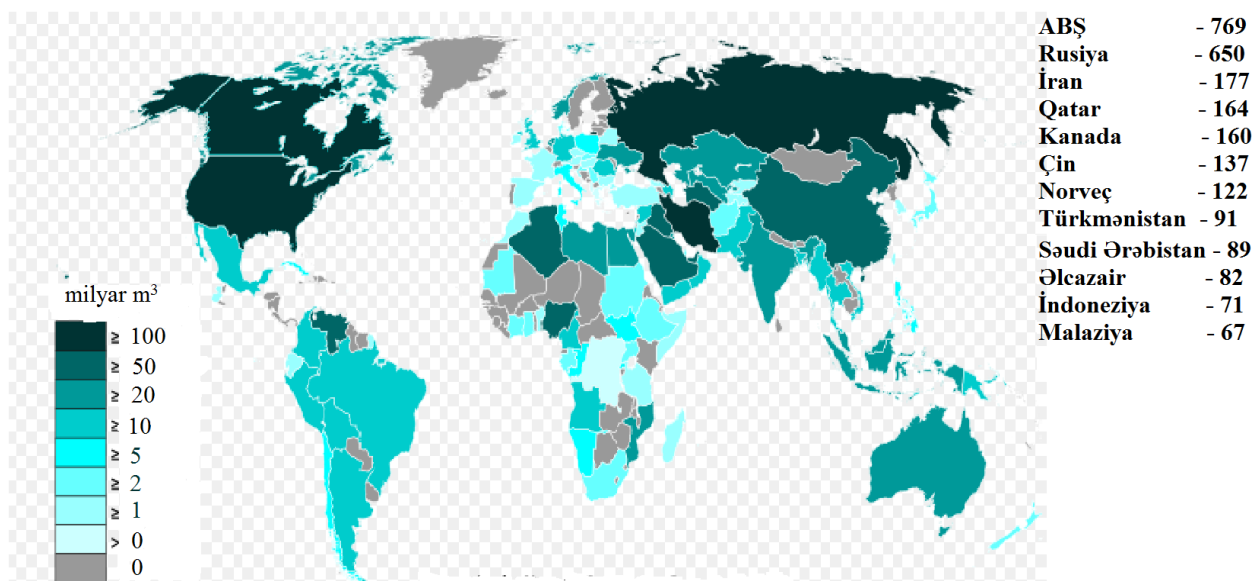 ABŞ - 769
Rusiya - 650
İran - 177
Qatar - 164
Kanada - 160
Çin - 137
Norveç - 122
Türkmənistan - 91
Səudi Ərəbistan - 89
Əlcazair - 82
İndoneziya - 71
Malaziya - 67
milyar m³
≥ 100
≥ 50
≥ 20
≥ 10
≥ 5
≥ 2
≥ 1
> 0
0